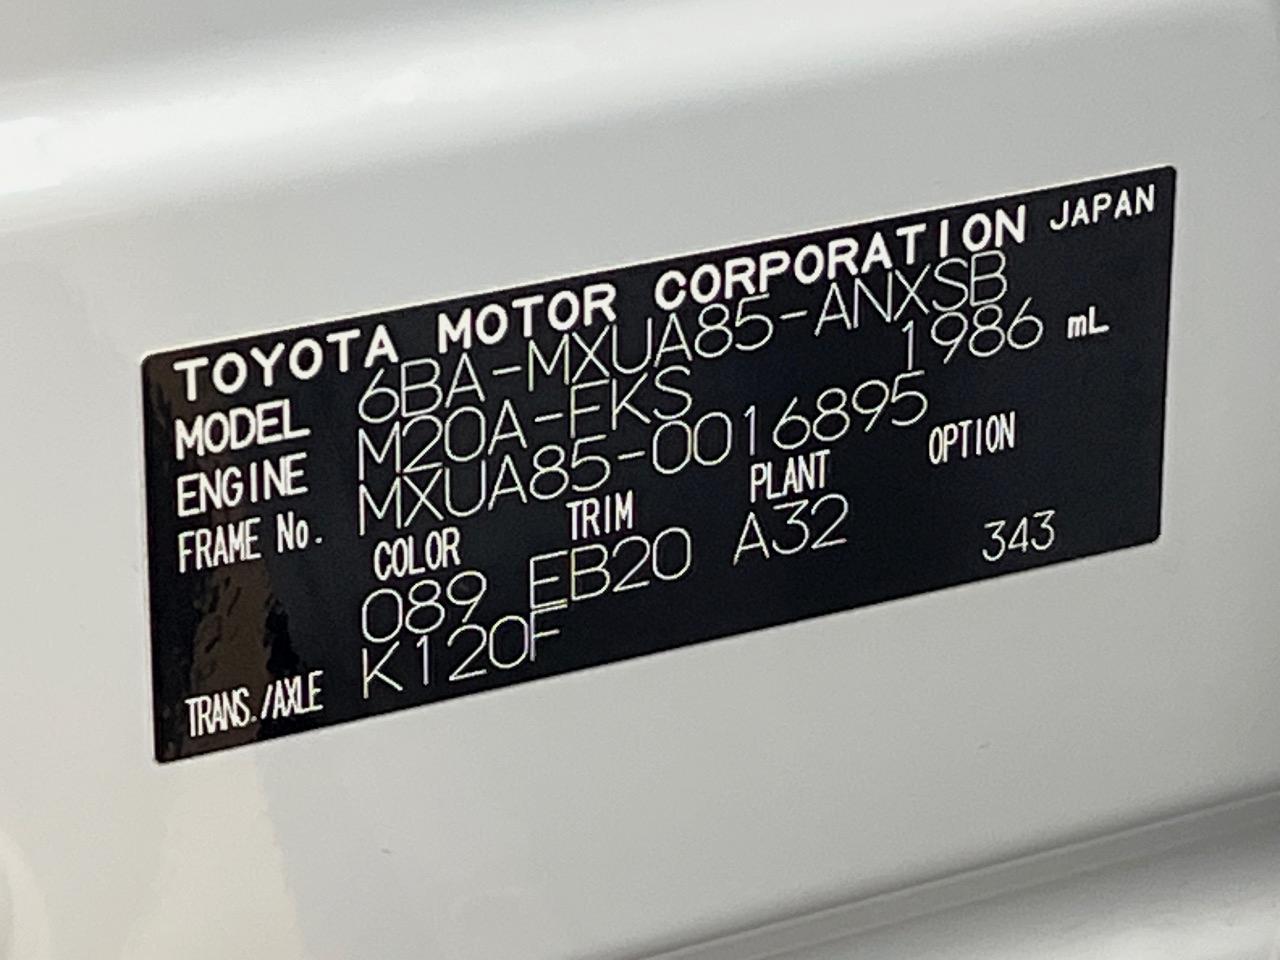 TOYOTA MOTOR CORPORATION JAPAN
MODEL 6BA-MXUA85-ANXSB
ENGINE M20A-FKS 1986 mL
FRAME No. MXUA85-0016895
COLOR TRIM PLANT OPTION
089 EB20 A32 343
TRANS./AXLE K120F